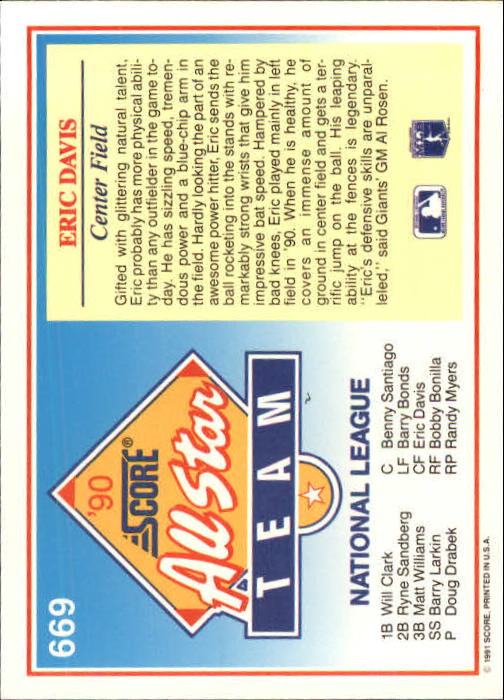 669
'90
SCORE®
All Star
TEAM
NATIONAL LEAGUE
1B Will Clark
2B Ryne Sandberg
3B Matt Williams
SS Barry Larkin
P Doug Drabek
C Benny Santiago
LF Barry Bonds
CF Eric Davis
RF Bobby Bonilla
RP Randy Myers
ERIC DAVIS
Center Field
Gifted with glittering natural talent,
Eric probably has more physical abili-
ty than any outfielder in the game to-
day. He has sizzling speed, tremen-
dous power and a blue-chip arm in
the field. Hardly looking the part of an
awesome power hitter, Eric sends the
ball rocketing into the stands with re-
markably strong wrists that give him
impressive bat speed. Hampered by
bad knees, Eric played mainly in left
field in '90. When he is healthy, he
covers an immense amount of
ground in center field and gets a ter-
rific jump on the ball. His leaping
ability at the fences is legendary.
"Eric's defensive skills are unparal-
leled," said Giants' GM Al Rosen.
© 1991 SCORE, PRINTED IN U.S.A.